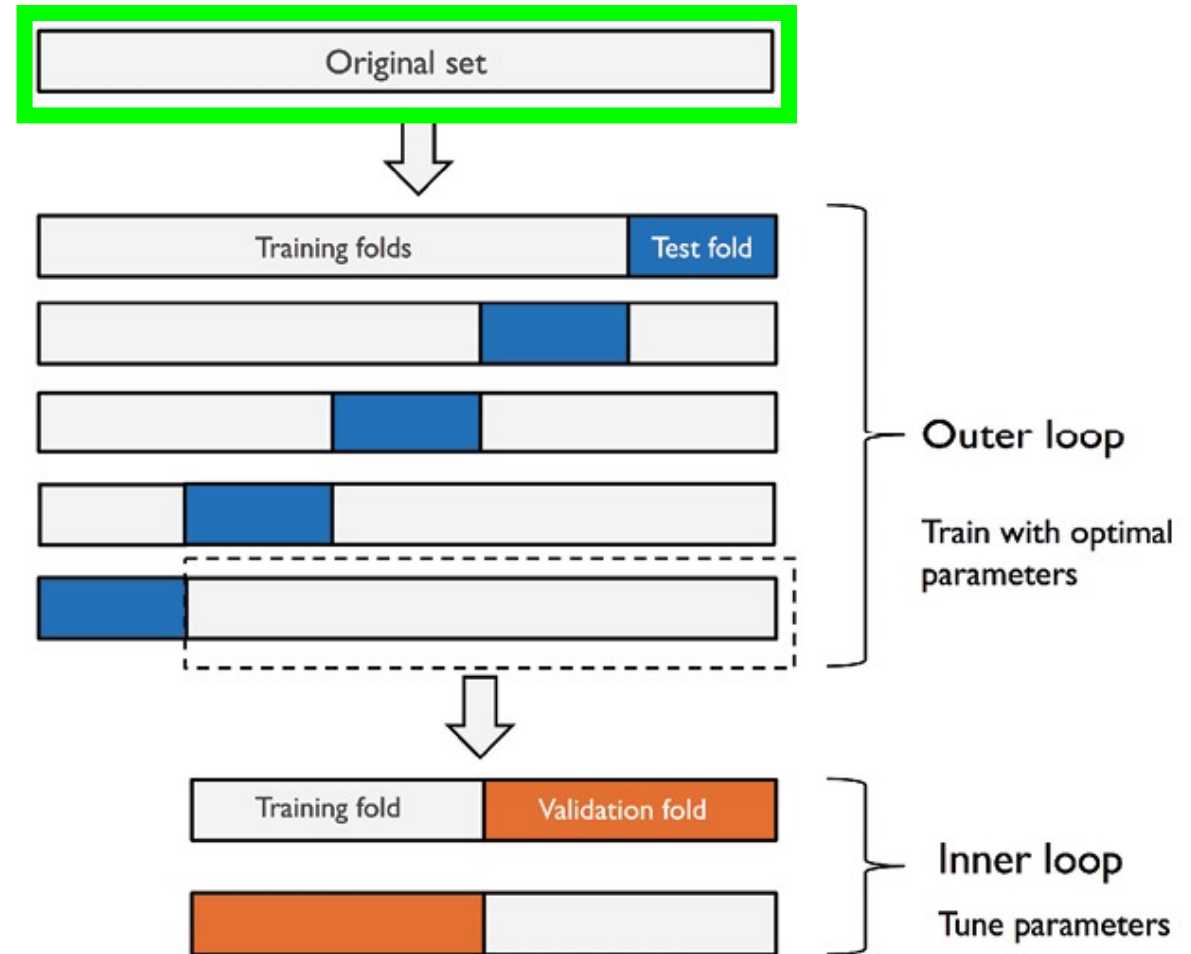 Original set
Training folds
Test fold
Outer loop
Train with optimal
parameters
Training fold
Validation fold
Inner loop
Tune parameters